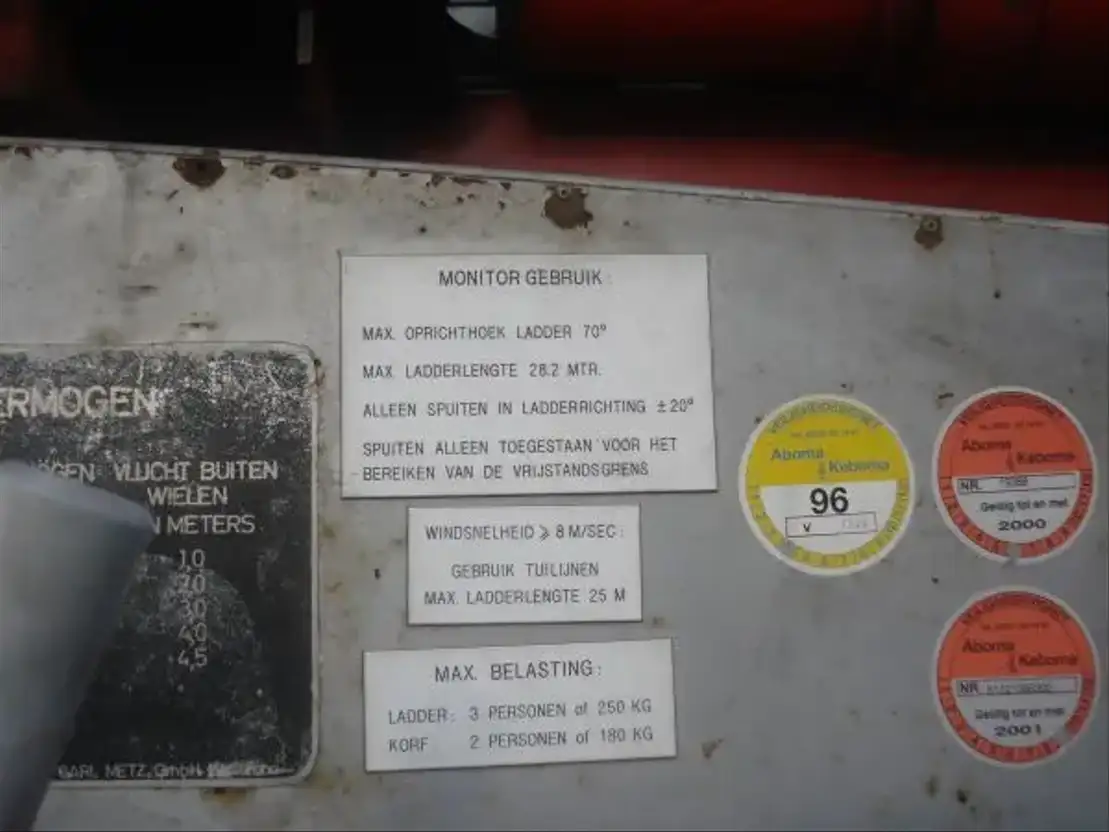 MONITOR GEBRUIK:
MAX. OPRICHTHOEK LADDER 70°
MAX. LADDERLENGTE 28.2 MTR.
ALLEEN SPUITEN IN LADDERRICHTING ±20°
SPUITEN ALLEEN TOEGESTAAN VOOR HET
BEREIKEN VAN DE VRIJSTANDSGRENS
WINDSNELHEID ⩾ 8 M/SEC:
GEBRUIK TUILIJNEN
MAX. LADDERLENGTE 25 M
MAX. BELASTING:
LADDER: 3 PERSONEN of 250 KG
KORF 2 PERSONEN of 180 KG
ERMOGEN
VLUCHT BUITEN
WIELEN
METERS
1,0
2,0
3,0
4,0
4,5
CARL METZ, GmbH
Aboma
Keboma
96
V
Aboma
Keboma
NR.
Geldig tot en met
2000
Aboma
Keboma
NR
Geldig tot en met
2001